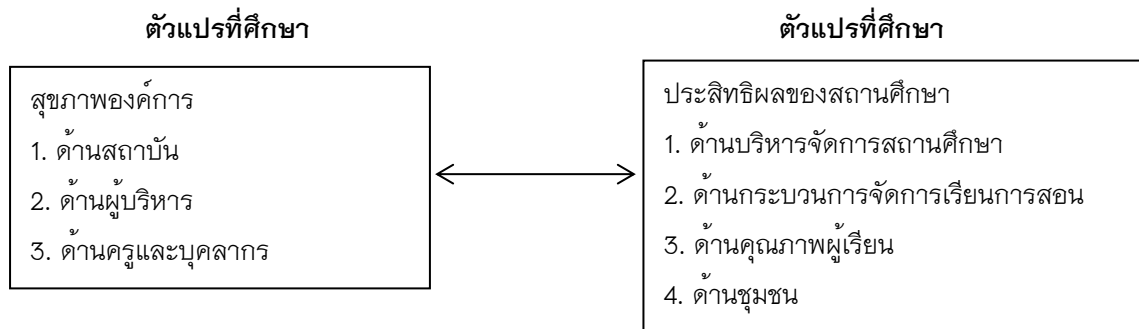 ตัวแปรที่ศึกษา
สุขภาพองค์การ
1. ด้านสถาบัน
2. ด้านผู้บริหาร
3. ด้านครูและบุคลากร
ตัวแปรที่ศึกษา
ประสิทธิผลของสถานศึกษา
1. ด้านบริหารจัดการสถานศึกษา
2. ด้านกระบวนการจัดการเรียนการสอน
3. ด้านคุณภาพผู้เรียน
4. ด้านชุมชน